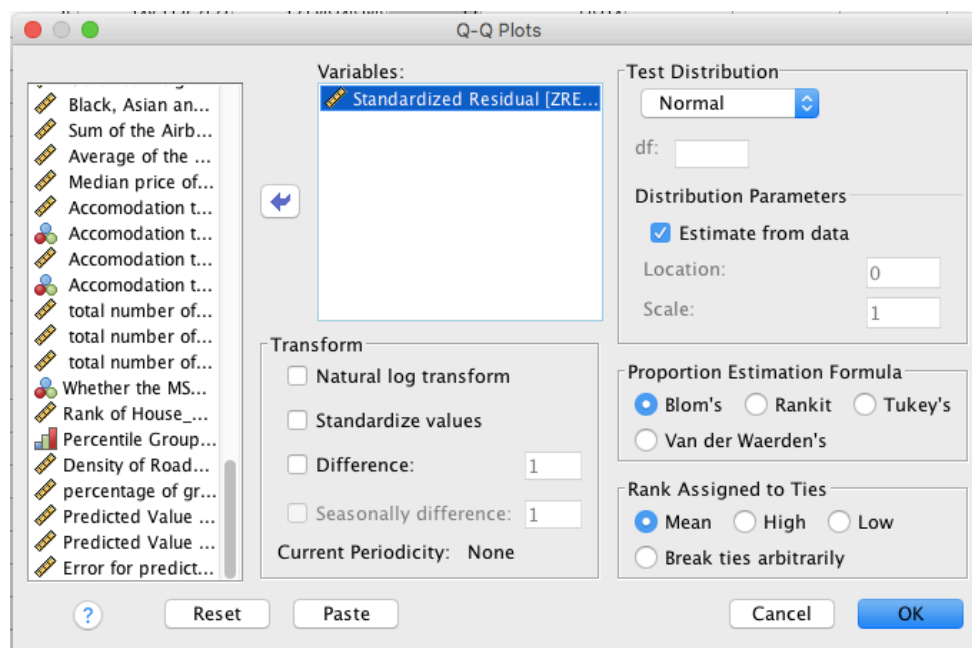 Q-Q Plots
Black, Asian an...
Sum of the Airb...
Average of the ...
Median price of...
Accomodation t...
Accomodation t...
Accomodation t...
Accomodation t...
total number of...
total number of...
total number of...
Whether the MS...
Rank of House_...
Percentile Group...
Density of Road...
percentage of gr...
Predicted Value ...
Predicted Value ...
Error for predict...
Variables:
Standardized Residual [ZRE...
Transform
Natural log transform
Standardize values
Difference: 1
Seasonally difference: 1
Current Periodicity: None
Test Distribution
Normal
df:
Distribution Parameters
Estimate from data
Location: 0
Scale: 1
Proportion Estimation Formula
Blom's Rankit Tukey's
Van der Waerden's
Rank Assigned to Ties
Mean High Low
Break ties arbitrarily
? Reset Paste Cancel OK